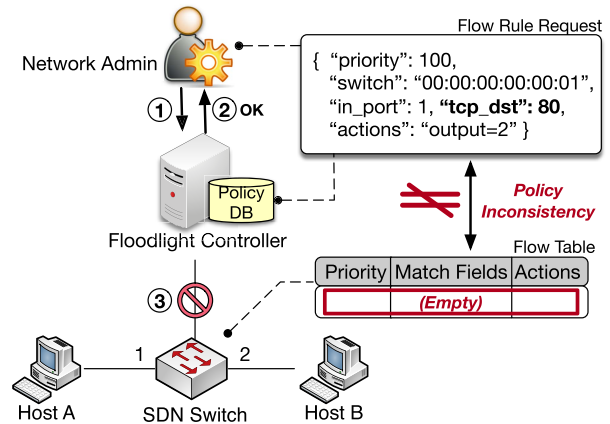 Flow Rule Request
Network Admin
{ “priority”: 100,
“switch”: “00:00:00:00:00:01”,
“in_port”: 1, “tcp_dst”: 80,
“actions”: “output=2” }
1
2 OK
Policy
DB
Floodlight Controller
Policy
Inconsistency
Flow Table
Priority Match Fields Actions
(Empty)
3
1
2
Host A
SDN Switch
Host B